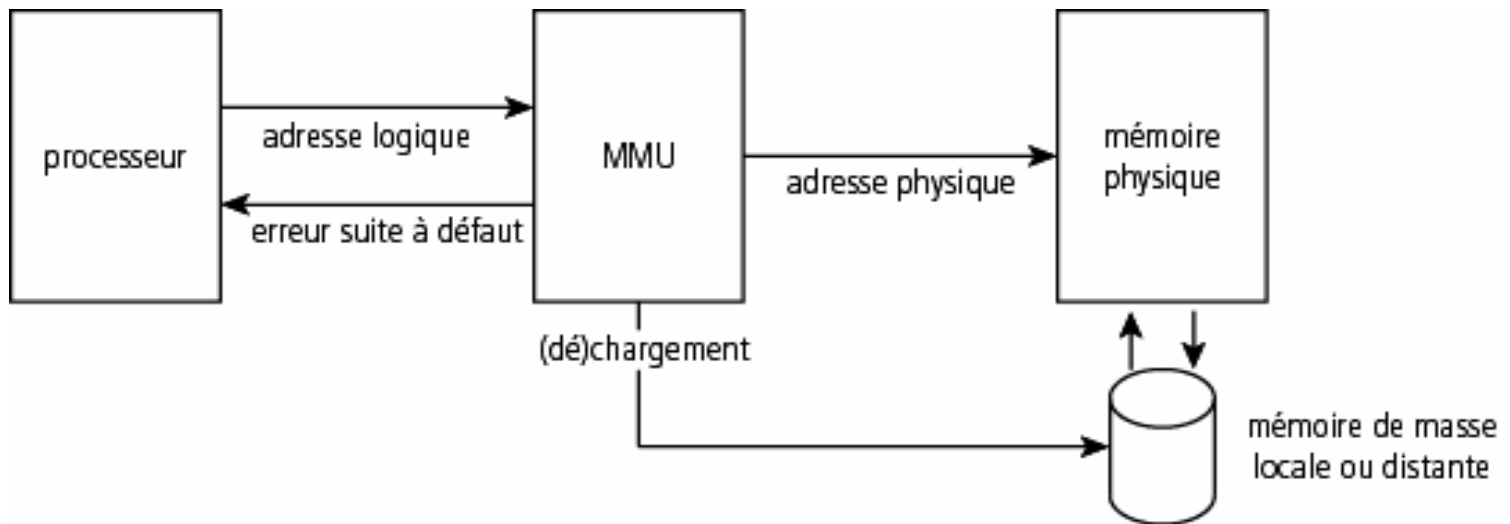 processeur
adresse logique
erreur suite à défaut
MMU
adresse physique
mémoire
physique
(dé)chargement
mémoire de masse
locale ou distante